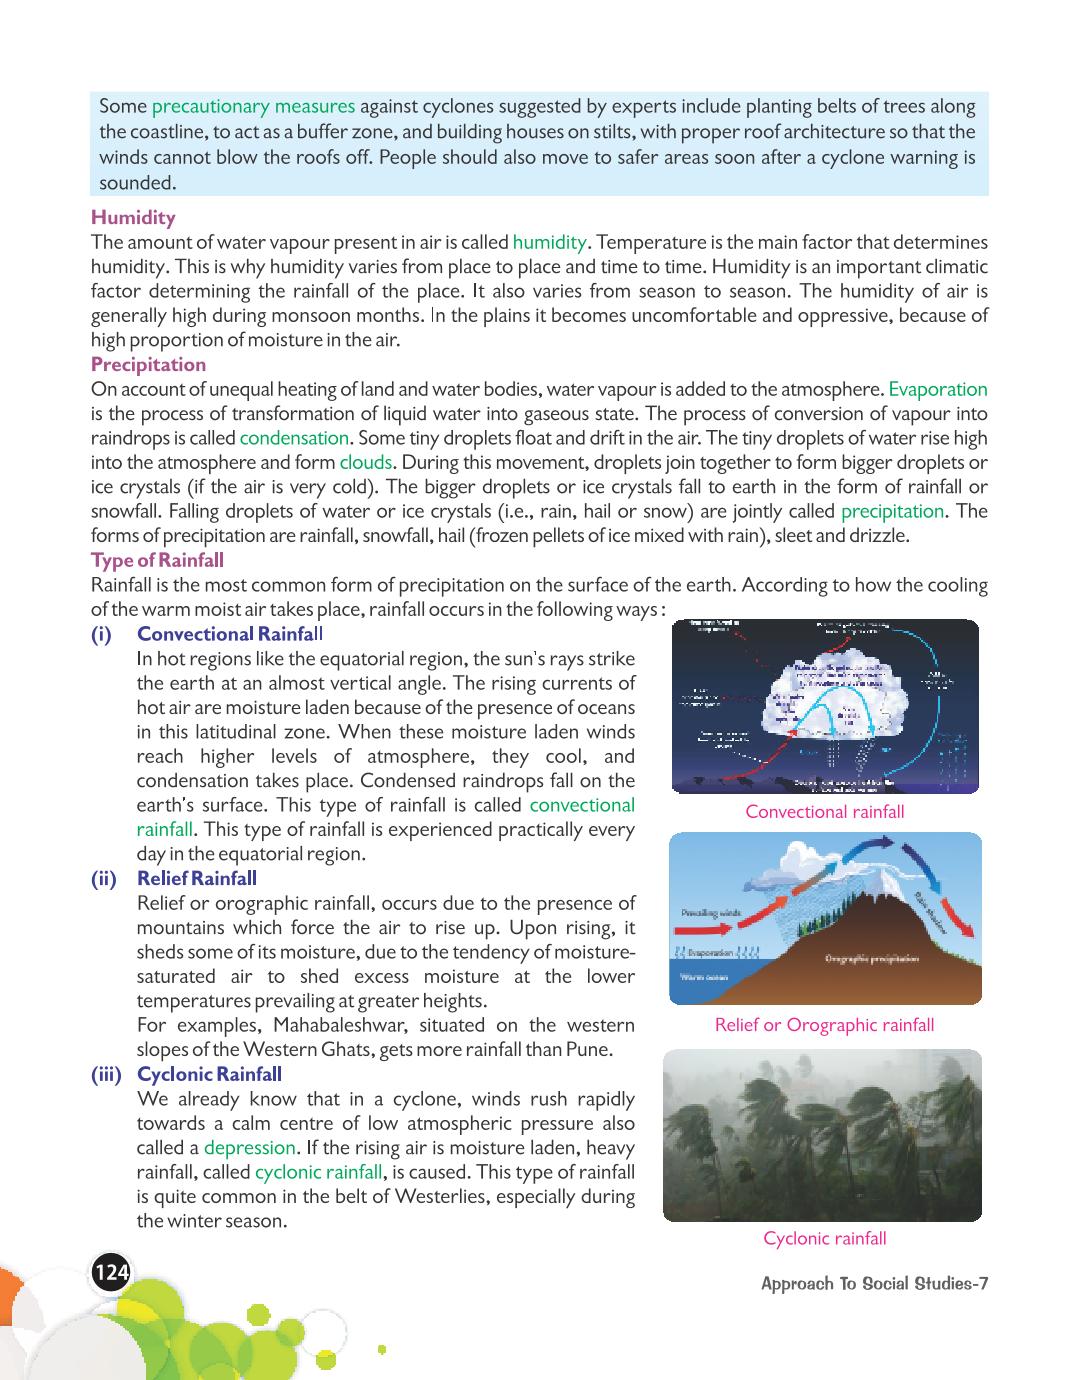 Some precautionary measures against cyclones suggested by experts include planting belts of trees along
the coastline, to act as a buffer zone, and building houses on stilts, with proper roof architecture so that the
winds cannot blow the roofs off. People should also move to safer areas soon after a cyclone warning is
sounded.
Humidity
The amount of water vapour present in air is called humidity. Temperature is the main factor that determines
humidity. This is why humidity varies from place to place and time to time. Humidity is an important climatic
factor determining the rainfall of the place. It also varies from season to season. The humidity of air is
generally high during monsoon months. In the plains it becomes uncomfortable and oppressive, because of
high proportion of moisture in the air.
Precipitation
On account of unequal heating of land and water bodies, water vapour is added to the atmosphere. Evaporation
is the process of transformation of liquid water into gaseous state. The process of conversion of vapour into
raindrops is called condensation. Some tiny droplets float and drift in the air. The tiny droplets of water rise high
into the atmosphere and form clouds. During this movement, droplets join together to form bigger droplets or
ice crystals (if the air is very cold). The bigger droplets or ice crystals fall to earth in the form of rainfall or
snowfall. Falling droplets of water or ice crystals (i.e., rain, hail or snow) are jointly called precipitation. The
forms of precipitation are rainfall, snowfall, hail (frozen pellets of ice mixed with rain), sleet and drizzle.
Type of Rainfall
Rainfall is the most common form of precipitation on the surface of the earth. According to how the cooling
of the warm moist air takes place, rainfall occurs in the following ways :
(i) Convectional Rainfall
In hot regions like the equatorial region, the sun's rays strike
the earth at an almost vertical angle. The rising currents of
hot air are moisture laden because of the presence of oceans
in this latitudinal zone. When these moisture laden winds
reach higher levels of atmosphere, they cool, and
condensation takes place. Condensed raindrops fall on the
earth's surface. This type of rainfall is called convectional
rainfall. This type of rainfall is experienced practically every
day in the equatorial region.
Convectional rainfall
(ii) Relief Rainfall
Relief or orographic rainfall, occurs due to the presence of
mountains which force the air to rise up. Upon rising, it
sheds some of its moisture, due to the tendency of moisture-
saturated air to shed excess moisture at the lower
temperatures prevailing at greater heights.
For examples, Mahabaleshwar, situated on the western
slopes of the Western Ghats, gets more rainfall than Pune.
Prevailing winds
Evaporation
Warm ocean
Rain shadow
Orographic precipitation
Relief or Orographic rainfall
(iii) Cyclonic Rainfall
We already know that in a cyclone, winds rush rapidly
towards a calm centre of low atmospheric pressure also
called a depression. If the rising air is moisture laden, heavy
rainfall, called cyclonic rainfall, is caused. This type of rainfall
is quite common in the belt of Westerlies, especially during
the winter season.
Cyclonic rainfall
124
Approach To Social Studies-7